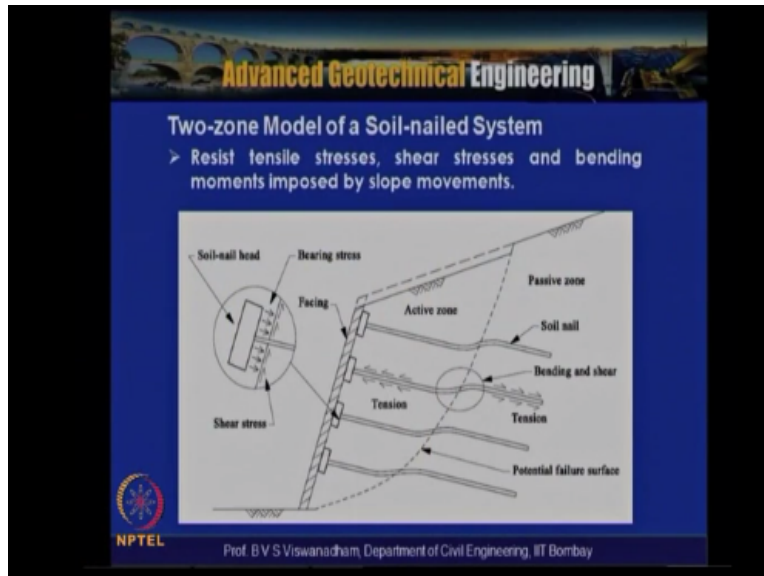 Advanced Geotechnical Engineering
Two-zone Model of a Soil-nailed System
➢ Resist tensile stresses, shear stresses and bending
moments imposed by slope movements.
Soil-nail head
Bearing stress
Facing
Active zone
Passive zone
Soil nail
Bending and shear
Tension
Tension
Shear stress
Potential failure surface
NPTEL
Prof. B V S Viswanadham, Department of Civil Engineering, IIT Bombay